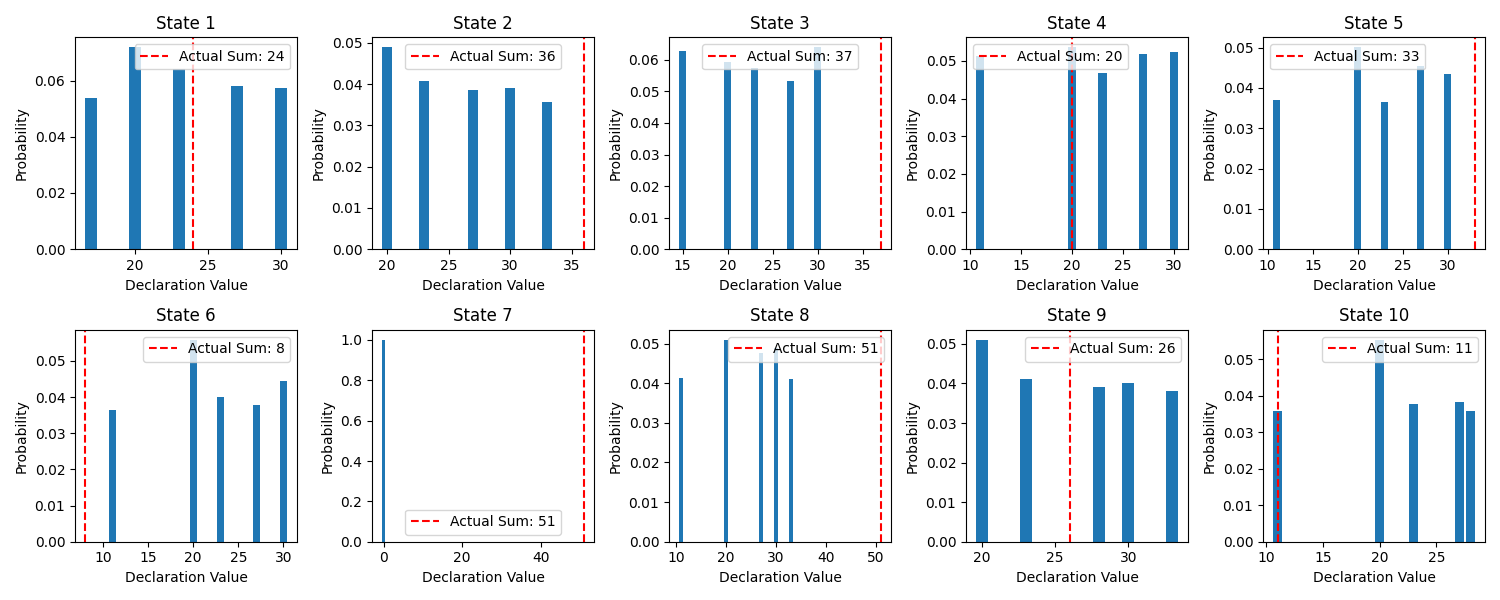 State 1
Actual Sum: 24
Probability
0.06
0.04
0.02
0.00
20 25 30
Declaration Value
State 2
Actual Sum: 36
Probability
0.05
0.04
0.03
0.02
0.01
0.00
20 25 30 35
Declaration Value
State 3
Actual Sum: 37
Probability
0.06
0.05
0.04
0.03
0.02
0.01
0.00
15 20 25 30 35
Declaration Value
State 4
Actual Sum: 20
Probability
0.05
0.04
0.03
0.02
0.01
0.00
10 15 20 25 30
Declaration Value
State 5
Actual Sum: 33
Probability
0.05
0.04
0.03
0.02
0.01
0.00
10 15 20 25 30
Declaration Value
State 6
Actual Sum: 8
Probability
0.05
0.04
0.03
0.02
0.01
0.00
10 15 20 25 30
Declaration Value
State 7
Actual Sum: 51
Probability
1.0
0.8
0.6
0.4
0.2
0.0
0 20 40
Declaration Value
State 8
Actual Sum: 51
Probability
0.05
0.04
0.03
0.02
0.01
0.00
10 20 30 40 50
Declaration Value
State 9
Actual Sum: 26
Probability
0.05
0.04
0.03
0.02
0.01
0.00
20 25 30
Declaration Value
State 10
Actual Sum: 11
Probability
0.05
0.04
0.03
0.02
0.01
0.00
10 15 20 25
Declaration Value